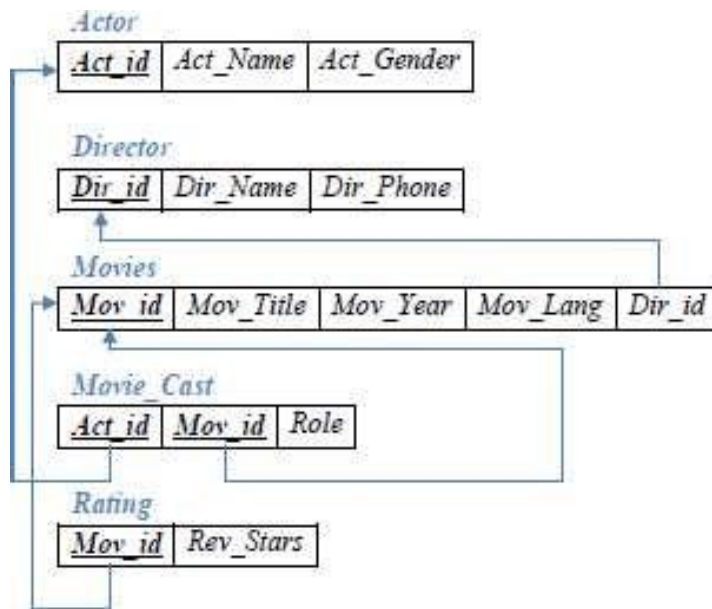 Actor
Act_id Act_Name Act_Gender
Director
Dir_id Dir_Name Dir_Phone
Movies
Mov_id Mov_Title Mov_Year Mov_Lang Dir_id
Movie_Cast
Act_id Mov_id Role
Rating
Mov_id Rev_Stars